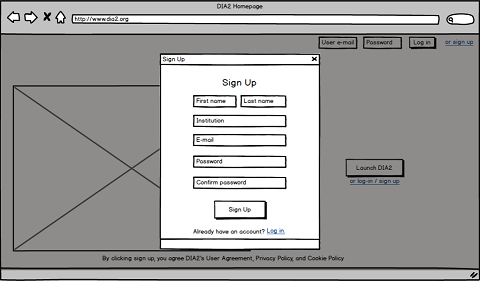 DIA2 Homepage
http://www.dia2.org
User e-mail
Password
Log in
or sign up
Sign Up
Sign Up
First name
Last name
Institution
E-mail
Password
Confirm password
Sign Up
Already have an account? Log in
Launch DIA2
or log-in / sign up
By clicking sign up, you agree DIA2's User Agreement, Privacy Policy, and Cookie Policy